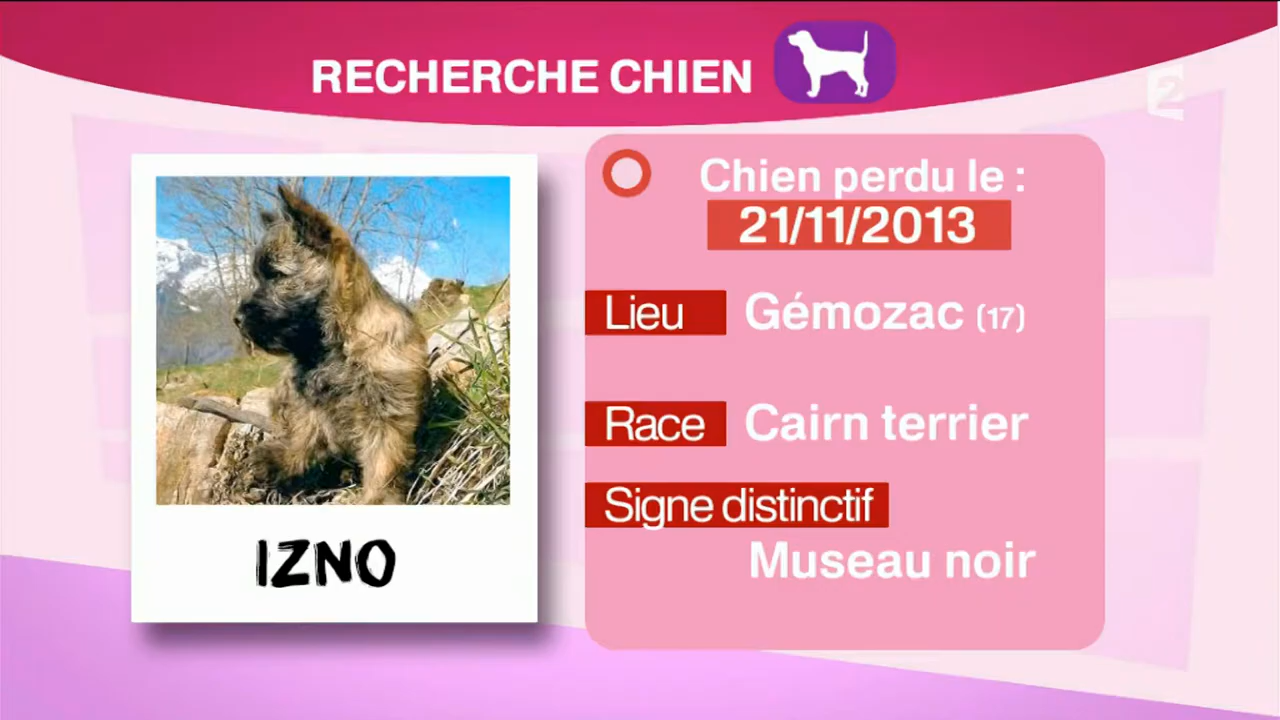 RECHERCHE CHIEN
2
Chien perdu le :
21/11/2013
Lieu Gémozac (17)
Race Cairn terrier
Signe distinctif
Museau noir
IZNO